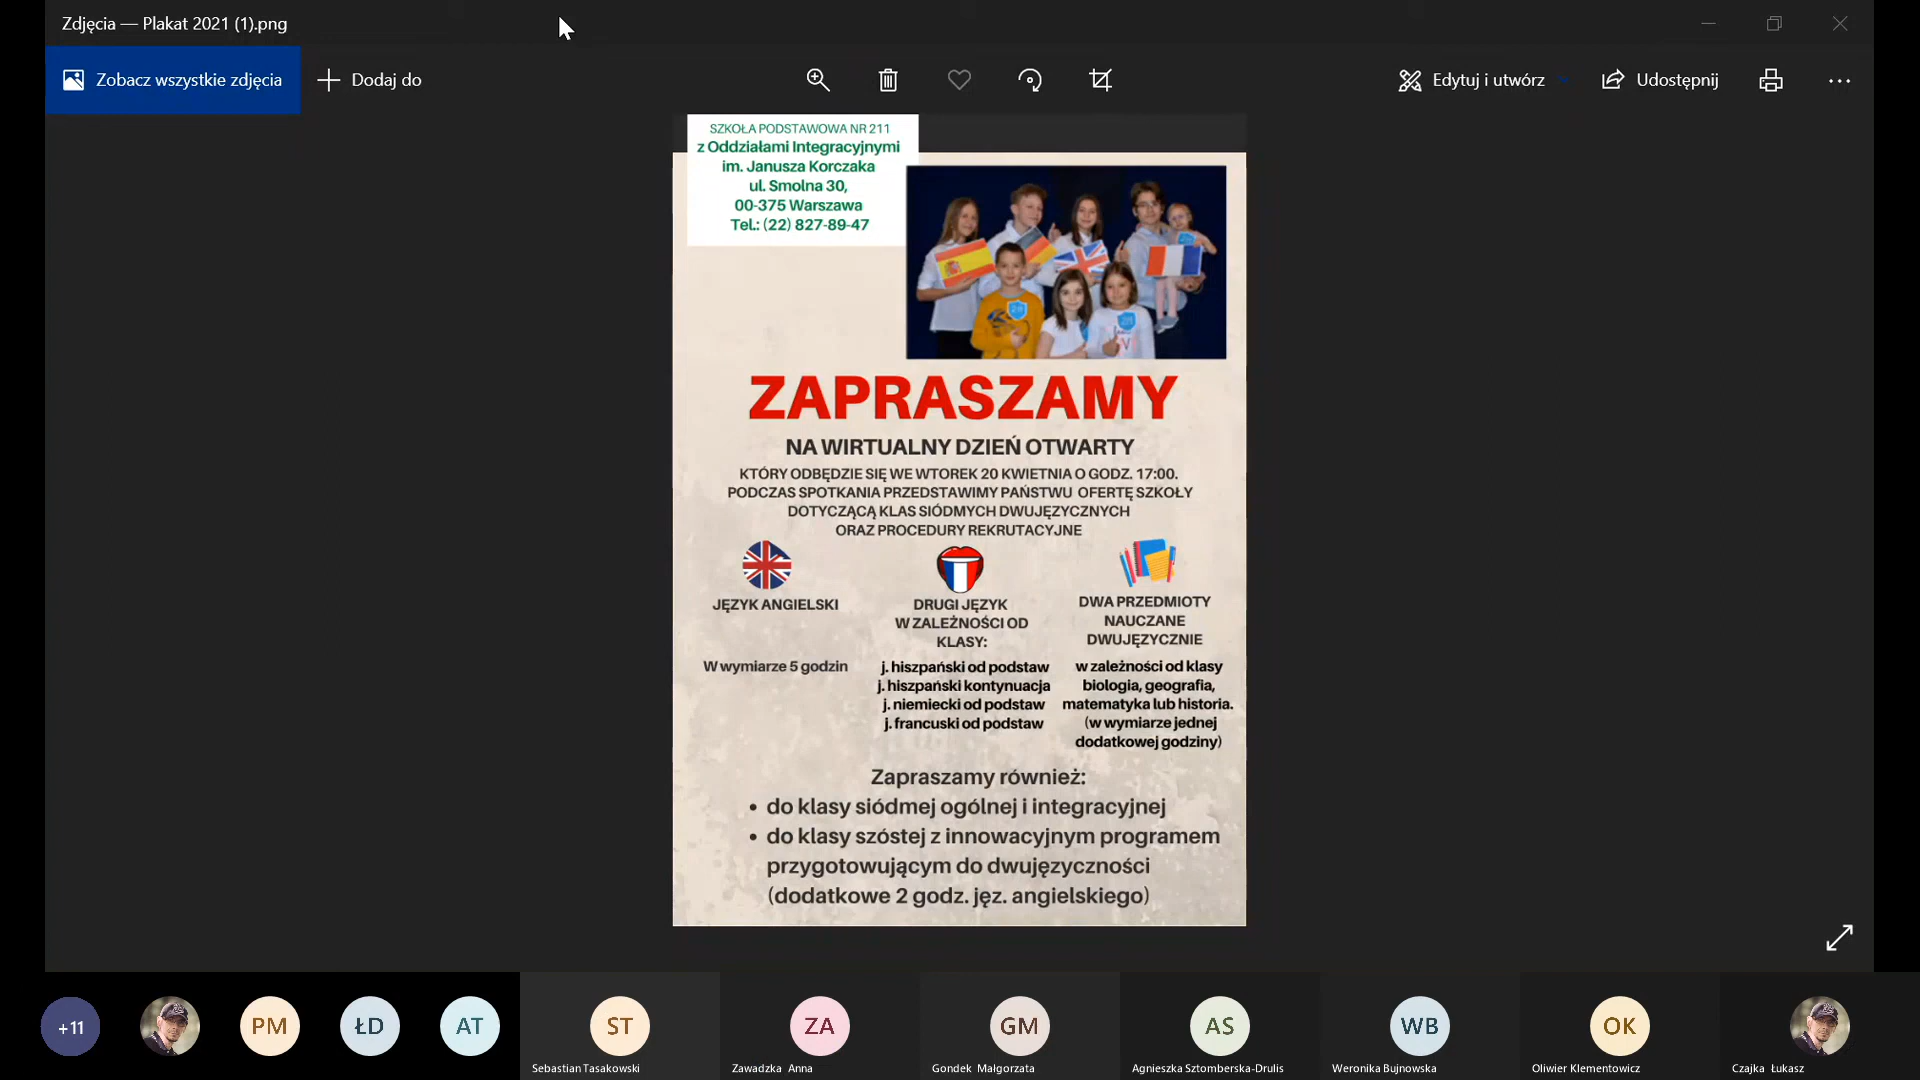 Zdjęcia — Plakat 2021 (1).png
Zobacz wszystkie zdjęcia
Dodaj do
Edytuj i utwórz
Udostępnij
SZKOŁA PODSTAWOWA NR 211
z Oddziałami Integracyjnymi
im. Janusza Korczaka
ul. Smolna 30,
00-375 Warszawa
Tel.: (22) 827-89-47
ZAPRASZAMY
NA WIRTUALNY DZIEŃ OTWARTY
KTÓRY ODBĘDZIE SIĘ WE WTOREK 20 KWIETNIA O GODZ. 17:00.
PODCZAS SPOTKANIA PRZEDSTAWIMY PAŃSTWU OFERTĘ SZKOŁY
DOTYCZĄCĄ KLAS SIÓDMYCH DWUJĘZYCZNYCH
ORAZ PROCEDURY REKRUTACYJNE
JĘZYK ANGIELSKI
W wymiarze 5 godzin
DRUGI JĘZYK
W ZALEŻNOŚCI OD
KLASY:
j. hiszpański od podstaw
j. hiszpański kontynuacja
j. niemiecki od podstaw
j. francuski od podstaw
DWA PRZEDMIOTY
NAUCZANE
DWUJĘZYCZNIE
w zależności od klasy
biologia, geografia,
matematyka lub historia.
(w wymiarze jednej
dodatkowej godziny)
Zapraszamy również:
• do klasy siódmej ogólnej i integracyjnej
• do klasy szóstej z innowacyjnym programem
przygotowującym do dwujęzyczności
(dodatkowe 2 godz. jęz. angielskiego)
+11
PM
ŁD
AT
ST
Sebastian Tasakowski
ZA
Zawadzka Anna
GM
Gondek Małgorzata
AS
Agnieszka Sztomberska-Drulis
WB
Weronika Bujnowska
OK
Oliwier Klementowicz
Czajka Łukasz